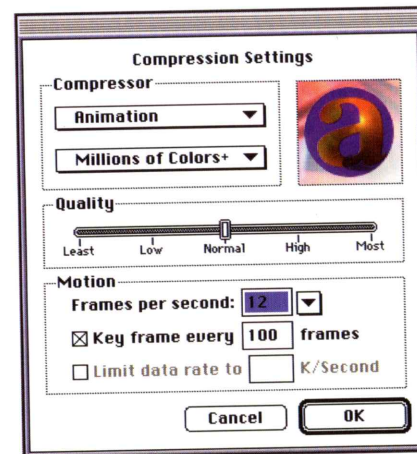 Compression Settings
Compressor
Animation
Millions of Colors+
a
Quality
Least Low Normal High Most
Motion
Frames per second: 12
Key frame every 100 frames
Limit data rate to K/Second
Cancel OK